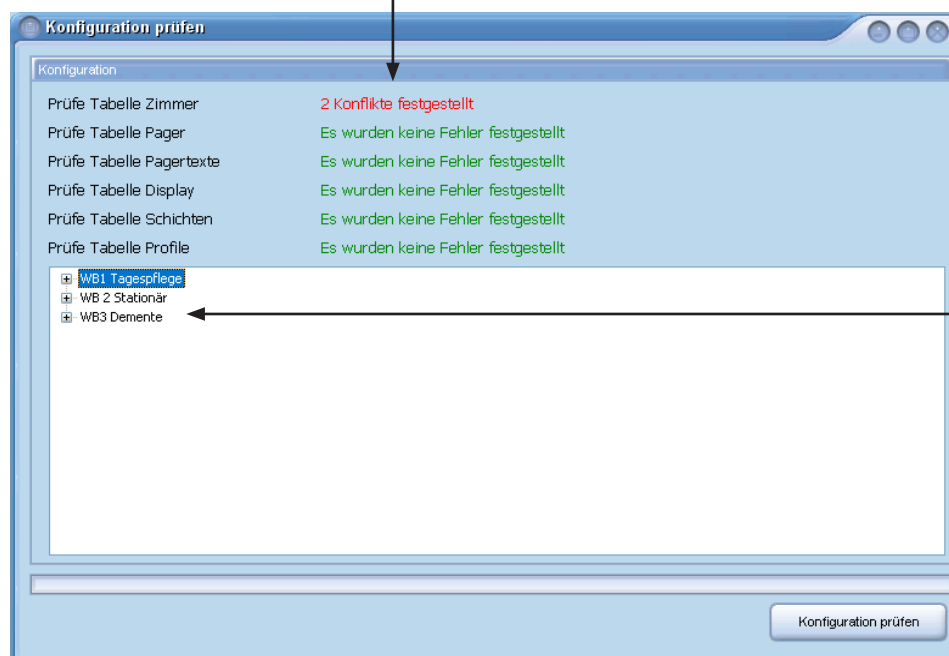 Konfiguration prüfen
Konfiguration
Prüfe Tabelle Zimmer 2 Konflikte festgestellt
Prüfe Tabelle Pager Es wurden keine Fehler festgestellt
Prüfe Tabelle Pagertexte Es wurden keine Fehler festgestellt
Prüfe Tabelle Display Es wurden keine Fehler festgestellt
Prüfe Tabelle Schichten Es wurden keine Fehler festgestellt
Prüfe Tabelle Profile Es wurden keine Fehler festgestellt
WB1 Tagespflege
WB 2 Stationär
WB3 Demente
Konfiguration prüfen